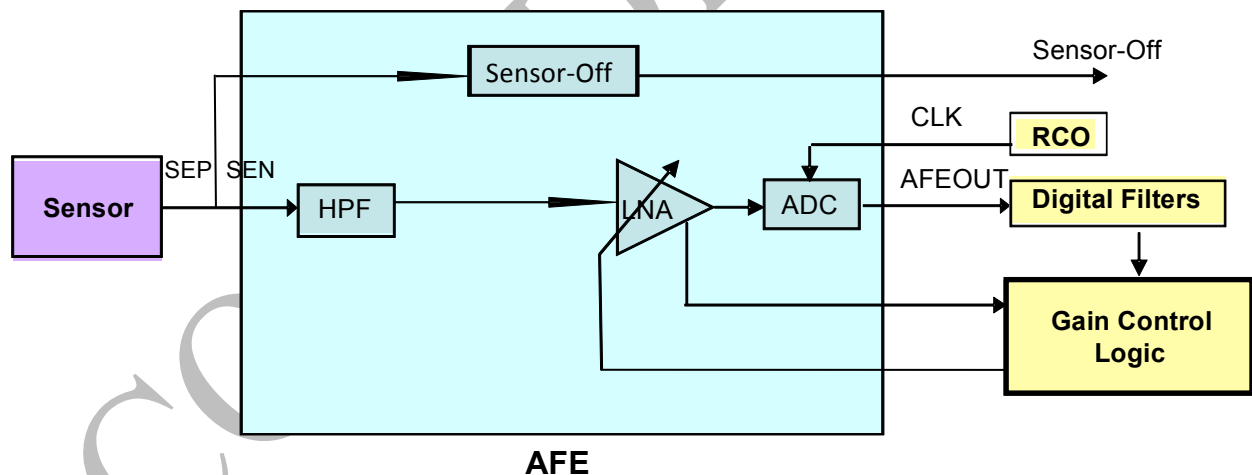 Sensor-Off
Sensor-Off
CLK
RCO
SEP SEN
AFEOUT
Sensor
HPF
LNA
ADC
Digital Filters
Gain Control
Logic
AFE